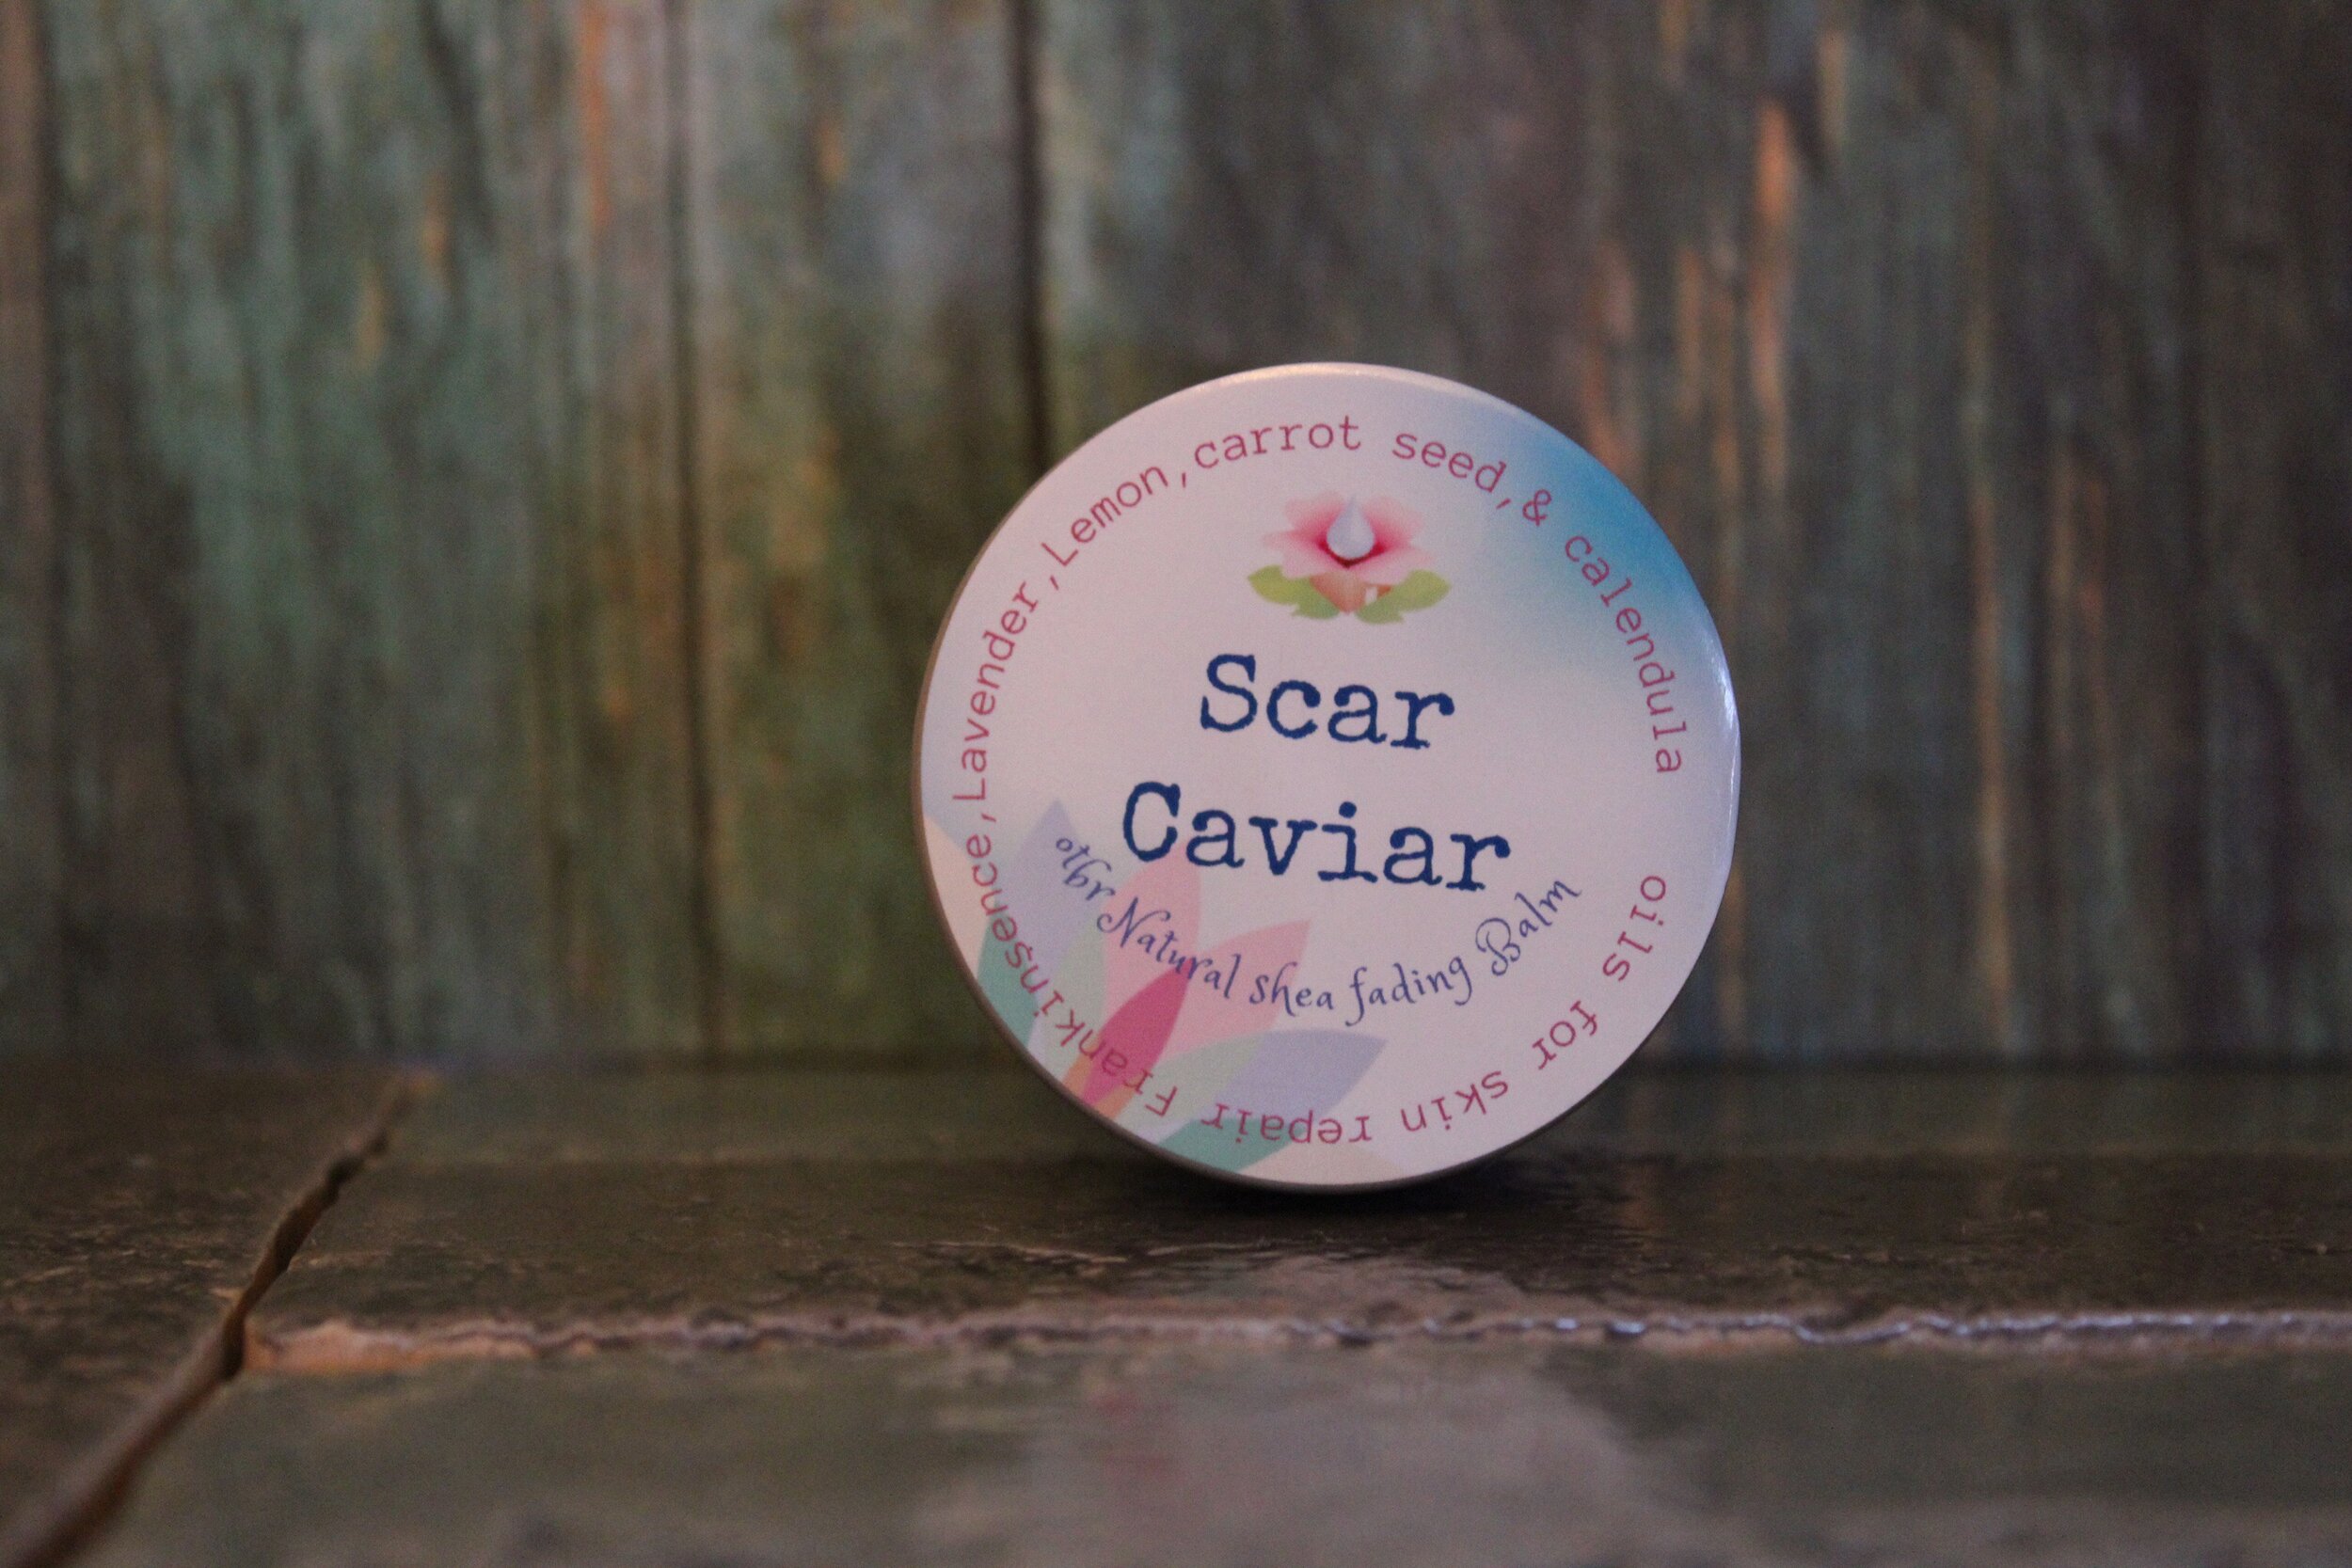 Frankinsence,Lavender,Lemon,carrot seed,& calendula oils for skin repair
Scar
Caviar
otbr Natural shea fading Balm